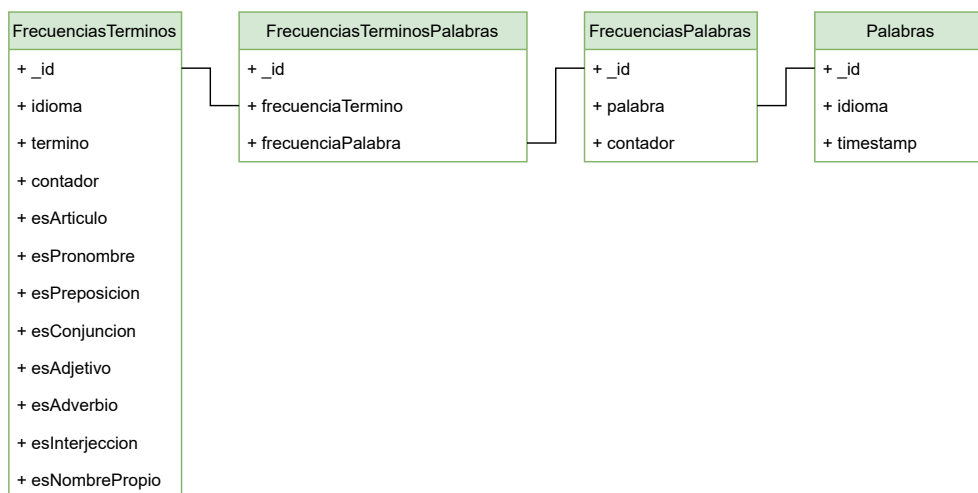 FrecuenciasTerminos
+ _id
+ idioma
+ termino
+ contador
+ esArticulo
+ esPronombre
+ esPreposicion
+ esConjuncion
+ esAdjetivo
+ esAdverbio
+ esInterjeccion
+ esNombrePropio
FrecuenciasTerminosPalabras
+ _id
+ frecuenciaTermino
+ frecuenciaPalabra
FrecuenciasPalabras
+ _id
+ palabra
+ contador
Palabras
+ _id
+ idioma
+ timestamp